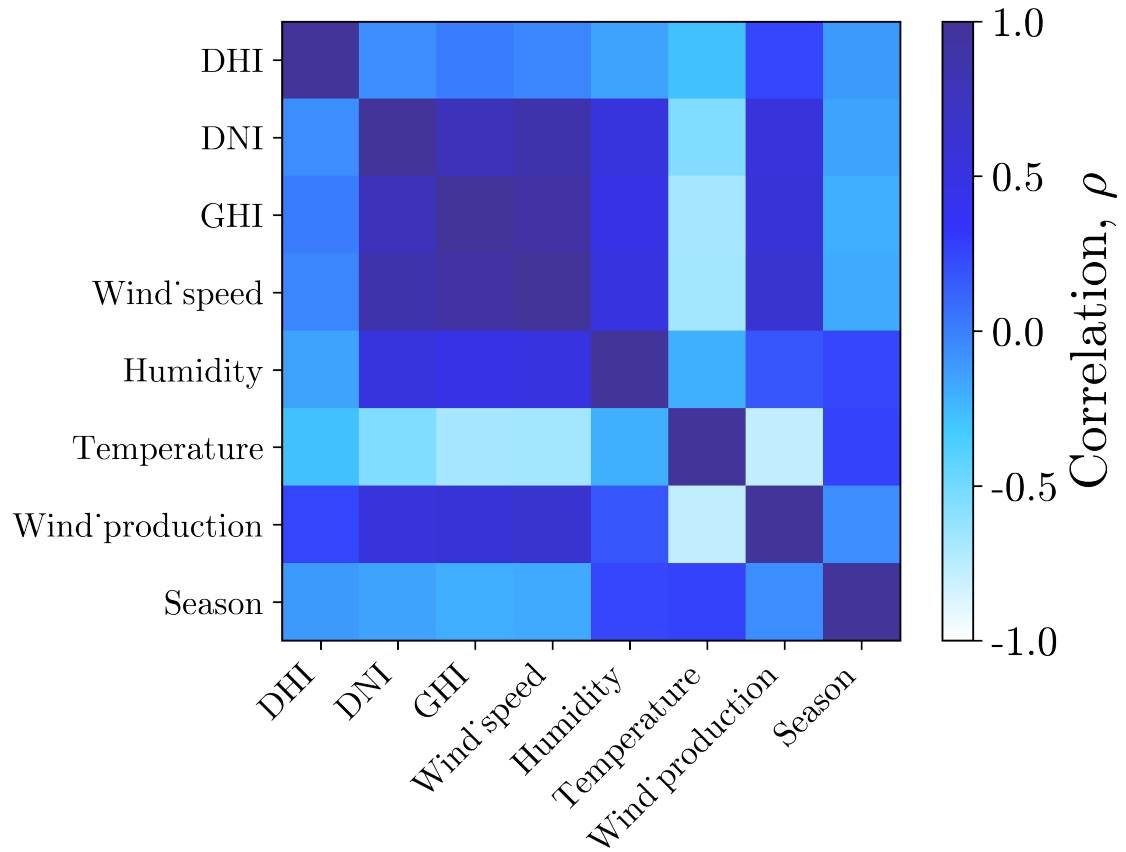 DHI
DNI
GHI
Wind˙speed
Humidity
Temperature
Wind˙production
Season
DHI
DNI
GHI
Wind˙speed
Humidity
Temperature
Wind˙production
Season
1.0
0.5
0.0
-0.5
-1.0
Correlation, ρ